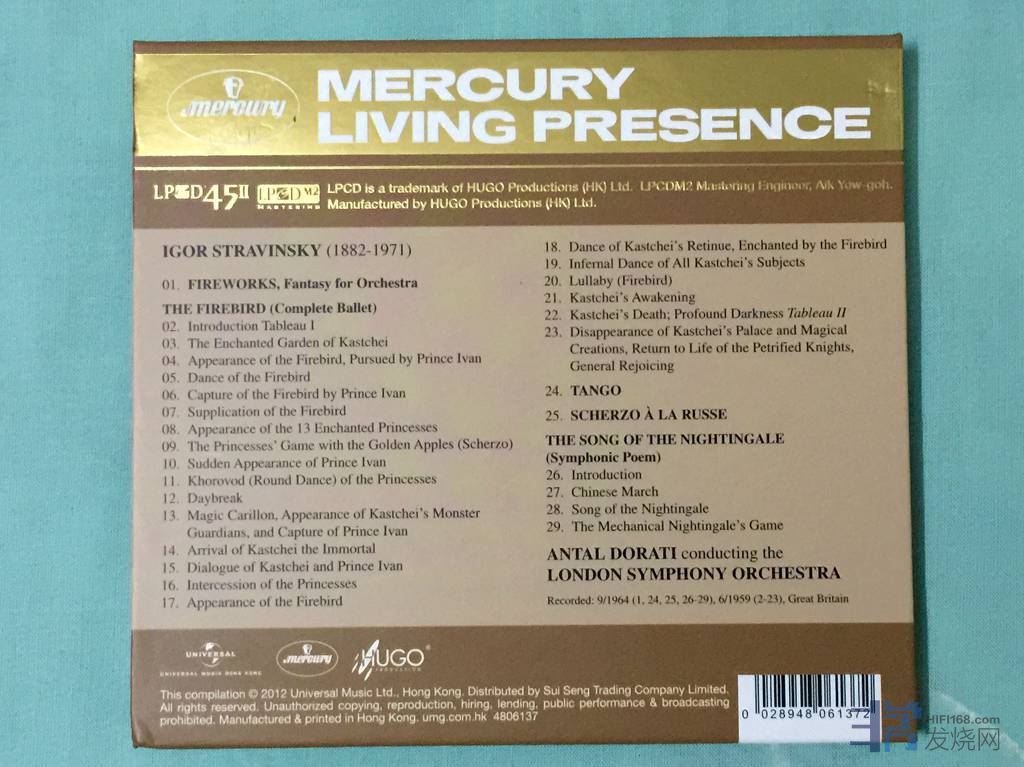 mercury
MERCURY
LIVING PRESENCE
LPCD45II
LPCD M2
MASTERING
LPCD is a trademark of HUGO Productions (HK) Ltd. LPCDM2 Mastering Engineer, Aik Yew-goh.
Manufactured by HUGO Productions (HK) Ltd.
IGOR STRAVINSKY (1882-1971)
01. FIREWORKS, Fantasy for Orchestra
THE FIREBIRD (Complete Ballet)
02. Introduction Tableau I
03. The Enchanted Garden of Kastchei
04. Appearance of the Firebird, Pursued by Prince Ivan
05. Dance of the Firebird
06. Capture of the Firebird by Prince Ivan
07. Supplication of the Firebird
08. Appearance of the 13 Enchanted Princesses
09. The Princesses' Game with the Golden Apples (Scherzo)
10. Sudden Appearance of Prince Ivan
11. Khorovod (Round Dance) of the Princesses
12. Daybreak
13. Magic Carillon, Appearance of Kastchei's Monster
Guardians, and Capture of Prince Ivan
14. Arrival of Kastchei the Immortal
15. Dialogue of Kastchei and Prince Ivan
16. Intercession of the Princesses
17. Appearance of the Firebird
18. Dance of Kastchei's Retinue, Enchanted by the Firebird
19. Infernal Dance of All Kastchei's Subjects
20. Lullaby (Firebird)
21. Kastchei's Awakening
22. Kastchei's Death; Profound Darkness Tableau II
23. Disappearance of Kastchei's Palace and Magical
Creations, Return to Life of the Petrified Knights,
General Rejoicing
24. TANGO
25. SCHERZO À LA RUSSE
THE SONG OF THE NIGHTINGALE
(Symphonic Poem)
26. Introduction
27. Chinese March
28. Song of the Nightingale
29. The Mechanical Nightingale's Game
ANTAL DORATI conducting the
LONDON SYMPHONY ORCHESTRA
Recorded: 9/1964 (1, 24, 25, 26-29), 6/1959 (2-23), Great Britain
UNIVERSAL
UNIVERSAL MUSIC HONG KONG
mercury
HUGO®
PRODUCTION
This compilation © 2012 Universal Music Ltd., Hong Kong. Distributed by Sui Seng Trading Company Limited.
All rights reserved. Unauthorized copying, reproduction, hiring, lending, public performance & broadcasting
prohibited. Manufactured & printed in Hong Kong. umg.com.hk 4806137
0 028948 061372
HIFI168.com
发烧网